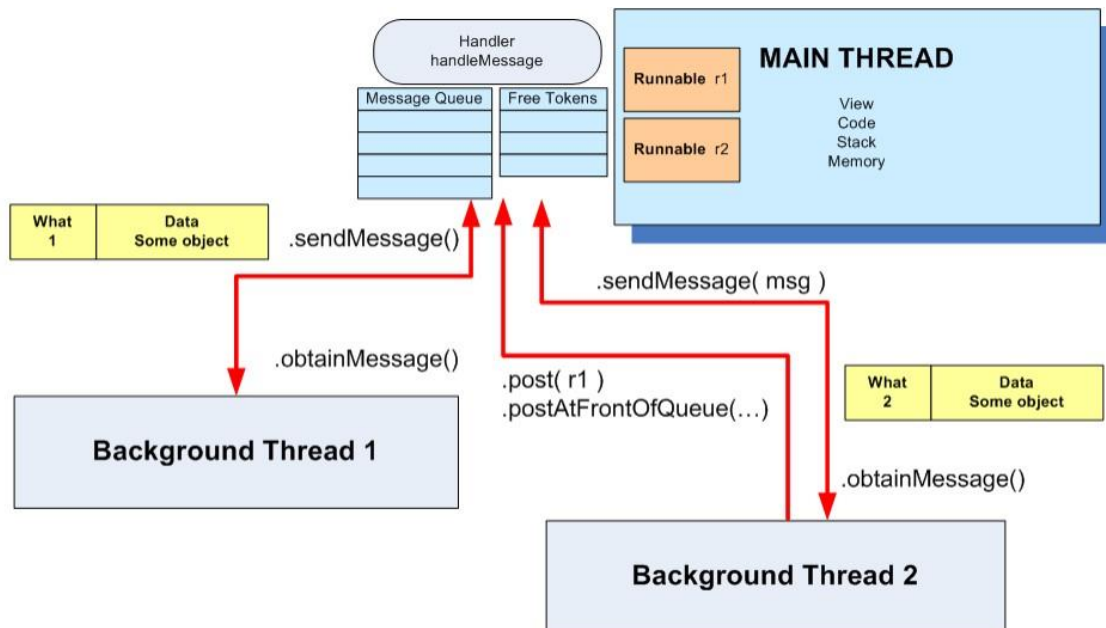 Handler
handleMessage
Message Queue
Free Tokens
Runnable r1
Runnable r2
MAIN THREAD
View
Code
Stack
Memory
What
1
Data
Some object
.sendMessage()
.sendMessage( msg )
.obtainMessage()
.post( r1 )
.postAtFrontOfQueue(…)
What
2
Data
Some object
Background Thread 1
.obtainMessage()
Background Thread 2